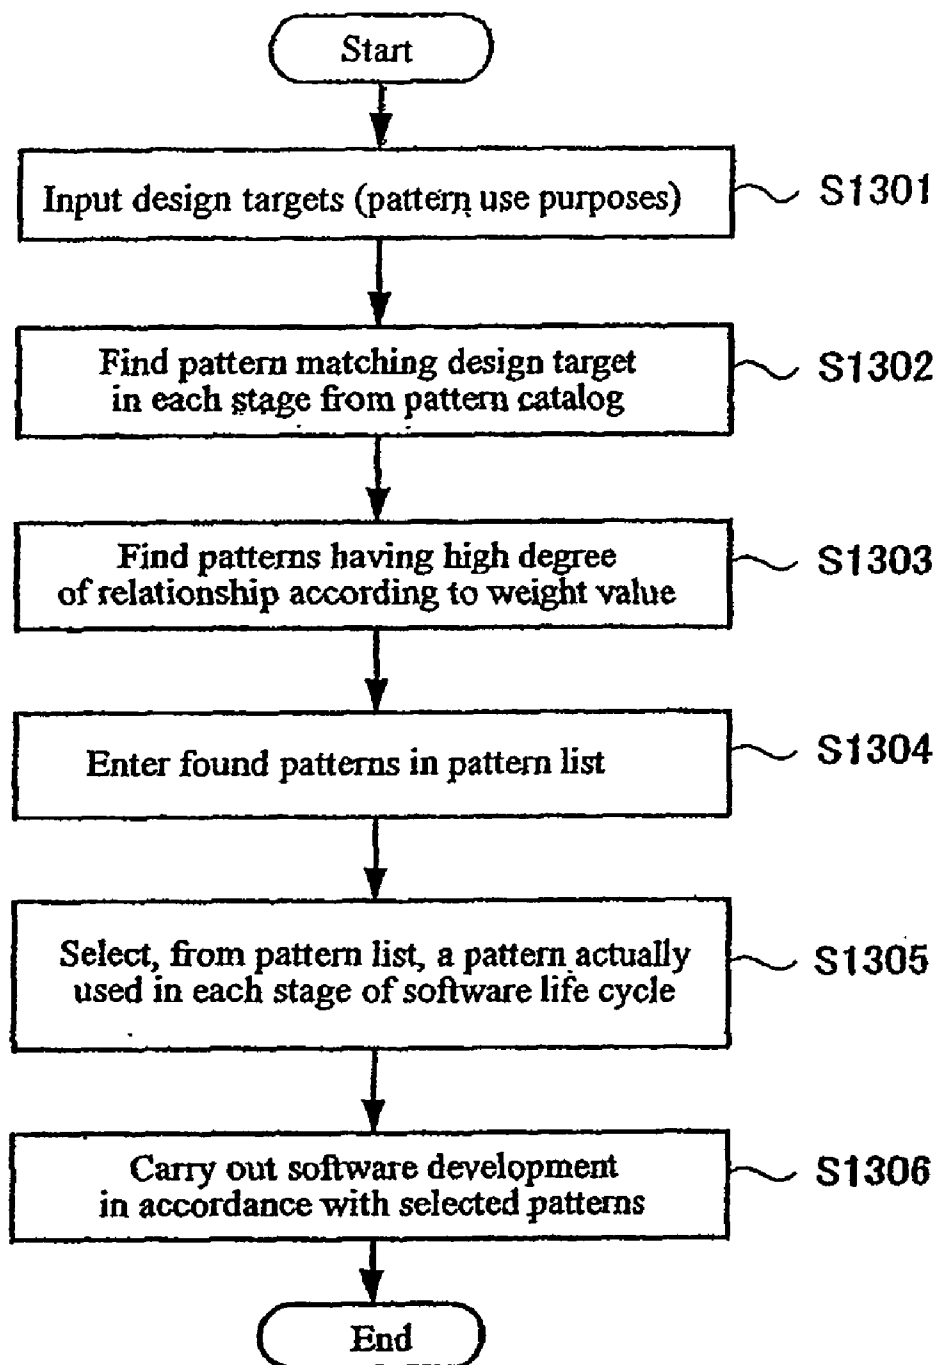 Start
Input design targets (pattern use purposes)
S1301
Find pattern matching design target
in each stage from pattern catalog
S1302
Find patterns having high degree
of relationship according to weight value
S1303
Enter found patterns in pattern list
S1304
Select, from pattern list, a pattern actually
used in each stage of software life cycle
S1305
Carry out software development
in accordance with selected patterns
S1306
End